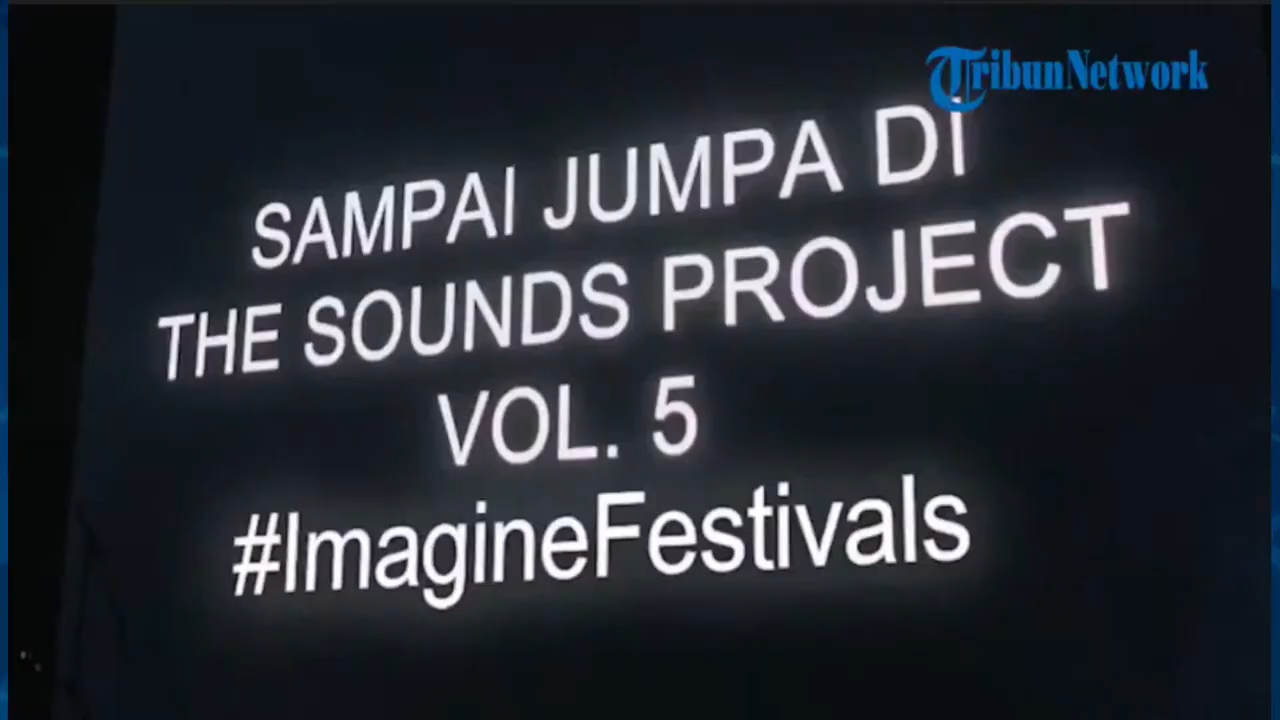 TribunNetwork
SAMPAI JUMPA DI
THE SOUNDS PROJECT
VOL. 5
#ImagineFestivals